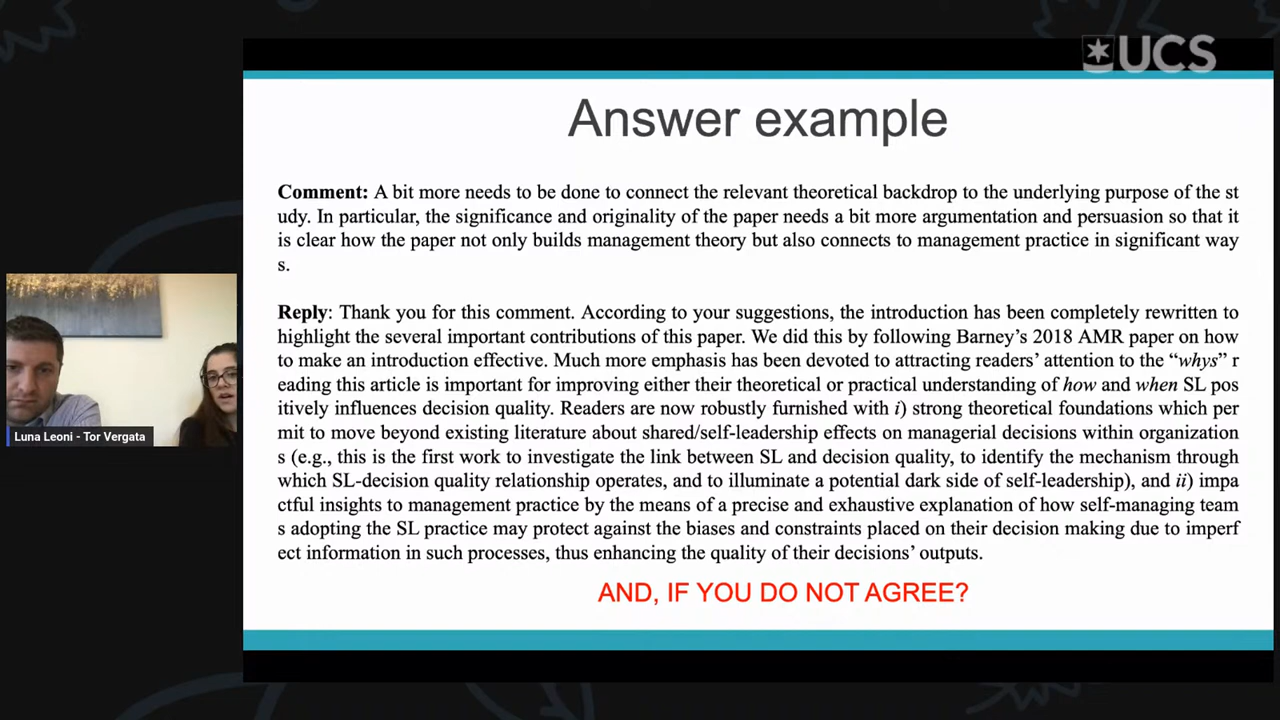 UCS
Answer example
Comment: A bit more needs to be done to connect the relevant theoretical backdrop to the underlying purpose of the st
udy. In particular, the significance and originality of the paper needs a bit more argumentation and persuasion so that it
is clear how the paper not only builds management theory but also connects to management practice in significant way
s.
Reply: Thank you for this comment. According to your suggestions, the introduction has been completely rewritten to
highlight the several important contributions of this paper. We did this by following Barney's 2018 AMR paper on how
to make an introduction effective. Much more emphasis has been devoted to attracting readers' attention to the “whys” r
eading this article is important for improving either their theoretical or practical understanding of how and when SL pos
itively influences decision quality. Readers are now robustly furnished with i) strong theoretical foundations which per
mit to move beyond existing literature about shared/self-leadership effects on managerial decisions within organization
s (e.g., this is the first work to investigate the link between SL and decision quality, to identify the mechanism through
which SL-decision quality relationship operates, and to illuminate a potential dark side of self-leadership), and ii) impa
ctful insights to management practice by the means of a precise and exhaustive explanation of how self-managing team
s adopting the SL practice may protect against the biases and constraints placed on their decision making due to imperf
ect information in such processes, thus enhancing the quality of their decisions' outputs.
AND, IF YOU DO NOT AGREE?
Luna Leoni - Tor Vergata